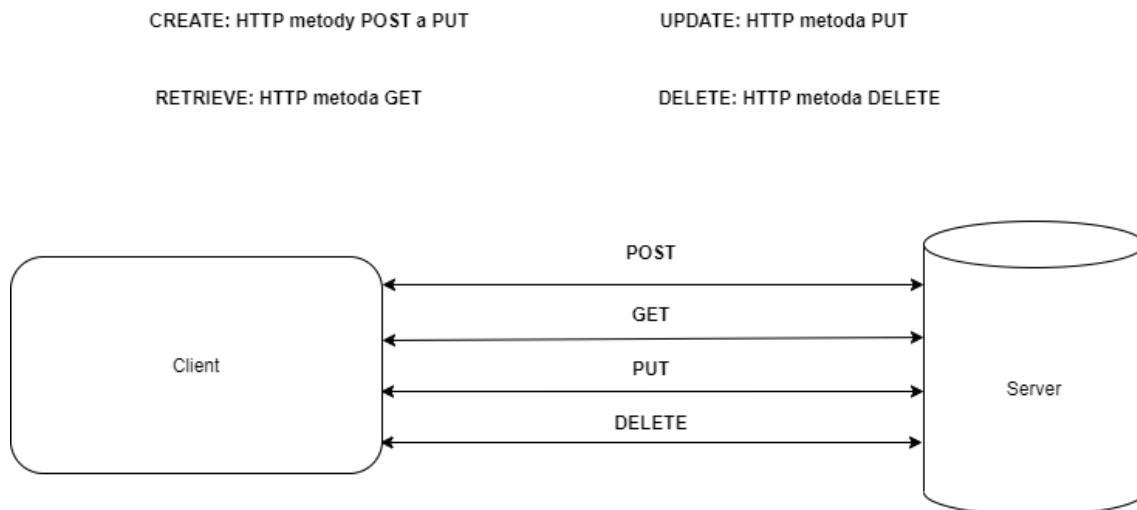 CREATE: HTTP metody POST a PUT
UPDATE: HTTP metoda PUT
RETRIEVE: HTTP metoda GET
DELETE: HTTP metoda DELETE
POST
GET
Client
PUT
Server
DELETE